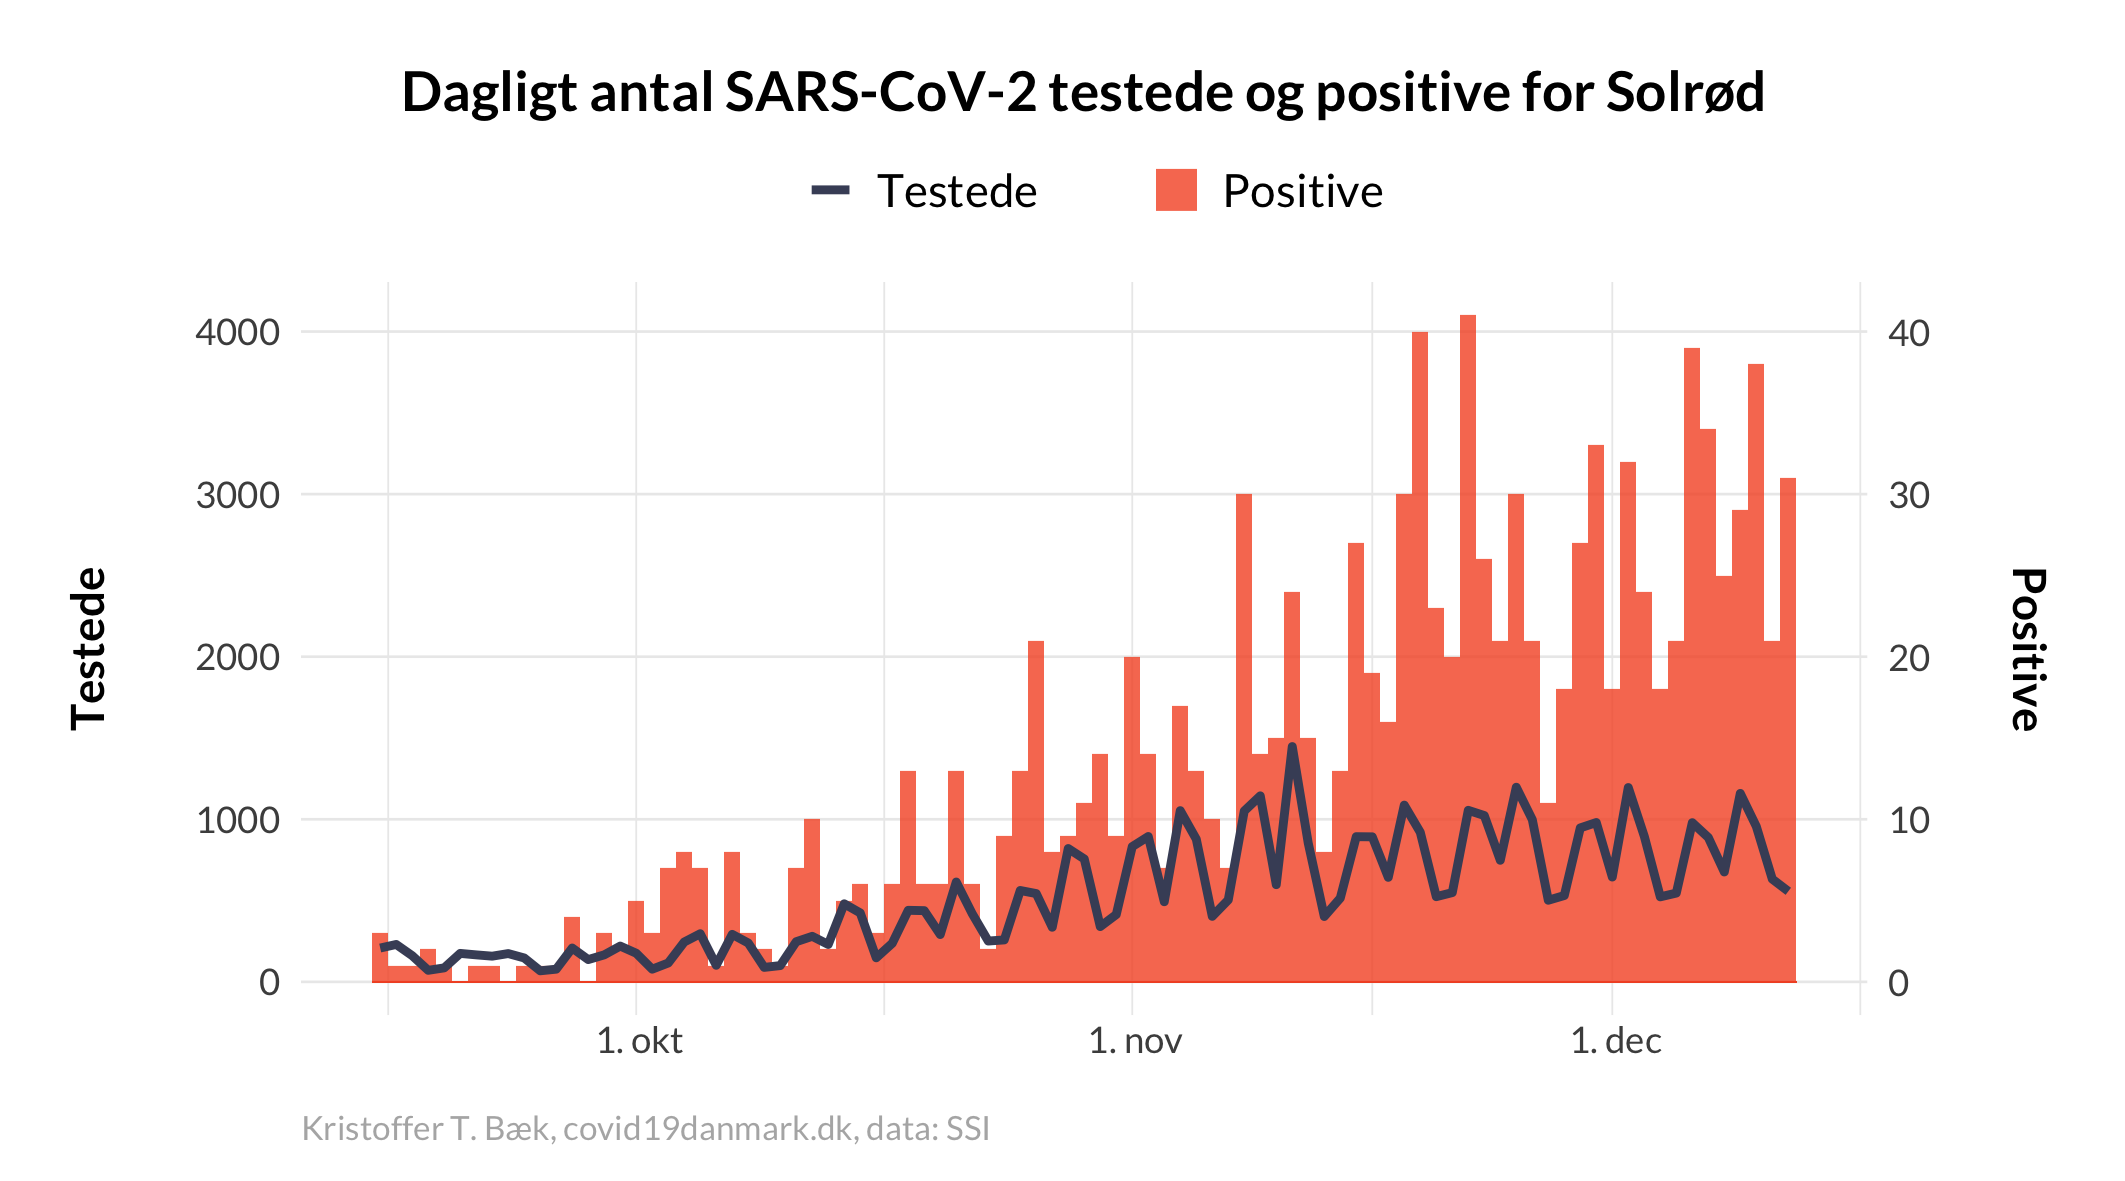 Dagligt antal SARS-CoV-2 testede og positive for Solrød
Testede
Positive
4000
3000
2000
1000
0
40
30
20
10
0
Testede
Positive
1. okt
1. nov
1. dec
Kristoffer T. Bæk, covid19danmark.dk, data: SSI